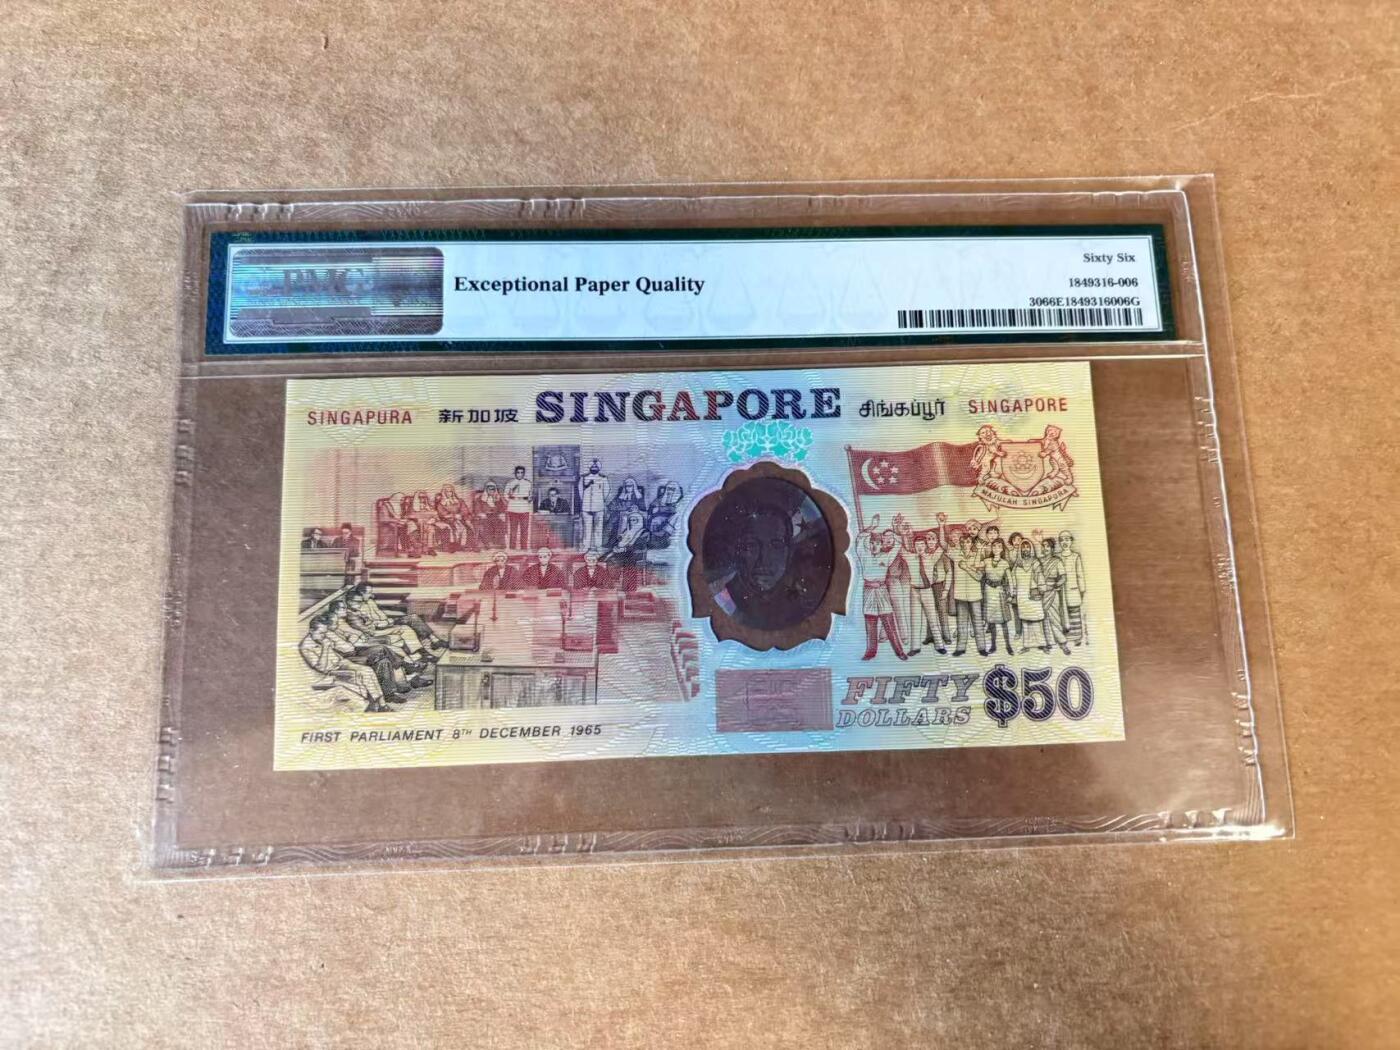 PMG
Exceptional Paper Quality
Sixty Six
1849316-006
3066E1849316006G
SINGAPURA 新加坡 SINGAPORE சிங்கப்பூர் SINGAPORE
MAJULAH SINGAPURA
FIFTY
DOLLARS
$50
FIRST PARLIAMENT 8TH DECEMBER 1965